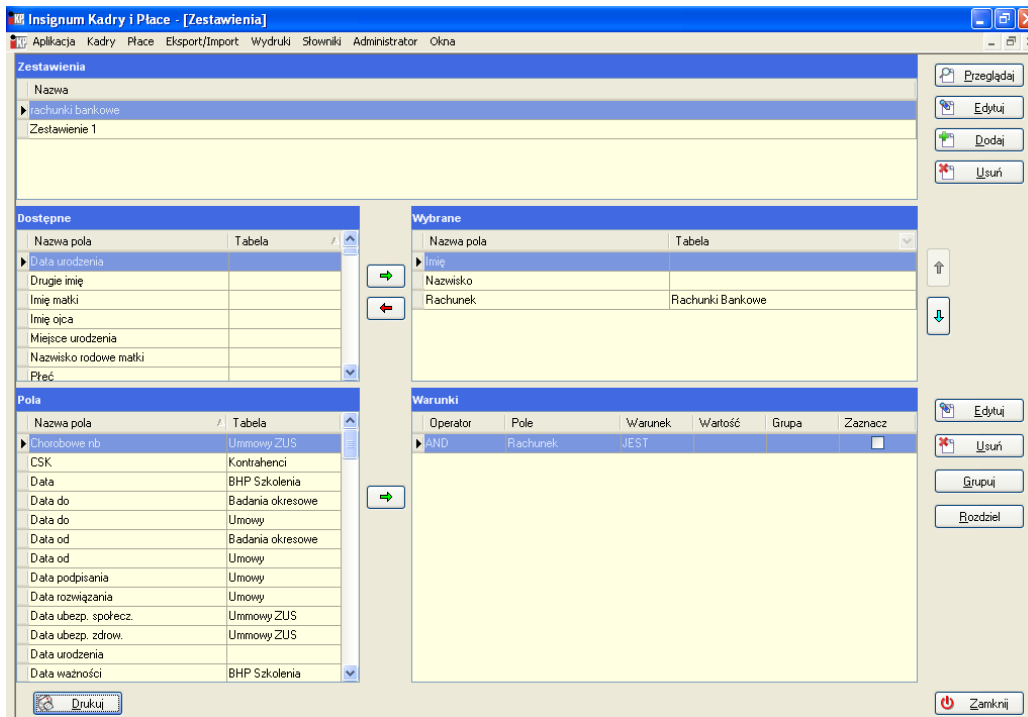 Insignum Kadry i Płace - [Zestawienia]
Aplikacja Kadry Płace Eksport/Import Wydruki Słowniki Administrator Okna
Zestawienia
Nazwa
rachunki bankowe
Zestawienie 1
Przeglądaj
Edytuj
Dodaj
Usuń
Dostępne
Nazwa pola Tabela
Data urodzenia
Drugie imię
Imię matki
Imię ojca
Miejsce urodzenia
Nazwisko rodowe matki
Płeć
Wybrane
Nazwa pola Tabela
Imię
Nazwisko
Rachunek Rachunki Bankowe
Pola
Nazwa pola Tabela
Chorobowe nb Ummowy ZUS
CSK Kontrahenci
Data BHP Szkolenia
Data do Badania okresowe
Data do Umowy
Data od Badania okresowe
Data od Umowy
Data podpisania Umowy
Data rozwiązania Umowy
Data ubezp. społecz. Ummowy ZUS
Data ubezp. zdrow. Ummowy ZUS
Data urodzenia
Data ważności BHP Szkolenia
Warunki
Operator Pole Warunek Wartość Grupa Zaznacz
AND Rachunek JEST
Edytuj
Usuń
Grupuj
Rozdziel
Drukuj
Zamknij